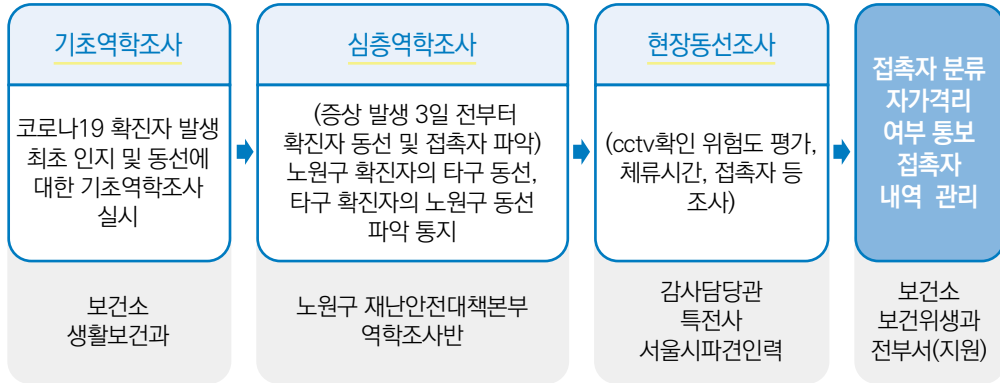 기초역학조사
코로나19 확진자 발생
최초 인지 및 동선에
대한 기초역학조사
실시
보건소
생활보건과
심층역학조사
(증상 발생 3일 전부터
확진자 동선 및 접촉자 파악)
노원구 확진자의 타구 동선,
타구 확진자의 노원구 동선
파악 통지
노원구 재난안전대책본부
역학조사반
현장동선조사
(cctv확인 위험도 평가,
체류시간, 접촉자 등
조사)
감사담당관
특전사
서울시파견인력
접촉자 분류
자가격리
여부 통보
접촉자
내역 관리
보건소
보건위생과
전부서(지원)